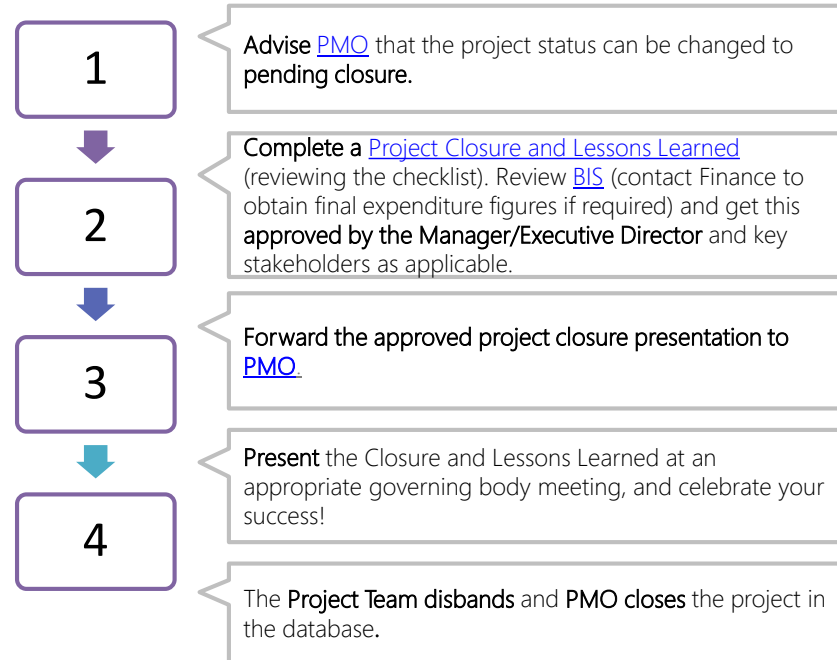 1
Advise PMO that the project status can be changed to
pending closure.
2
Complete a Project Closure and Lessons Learned
(reviewing the checklist). Review BIS (contact Finance to
obtain final expenditure figures if required) and get this
approved by the Manager/Executive Director and key
stakeholders as applicable.
3
Forward the approved project closure presentation to
PMO.
4
Present the Closure and Lessons Learned at an
appropriate governing body meeting, and celebrate your
success!
The Project Team disbands and PMO closes the project in
the database.